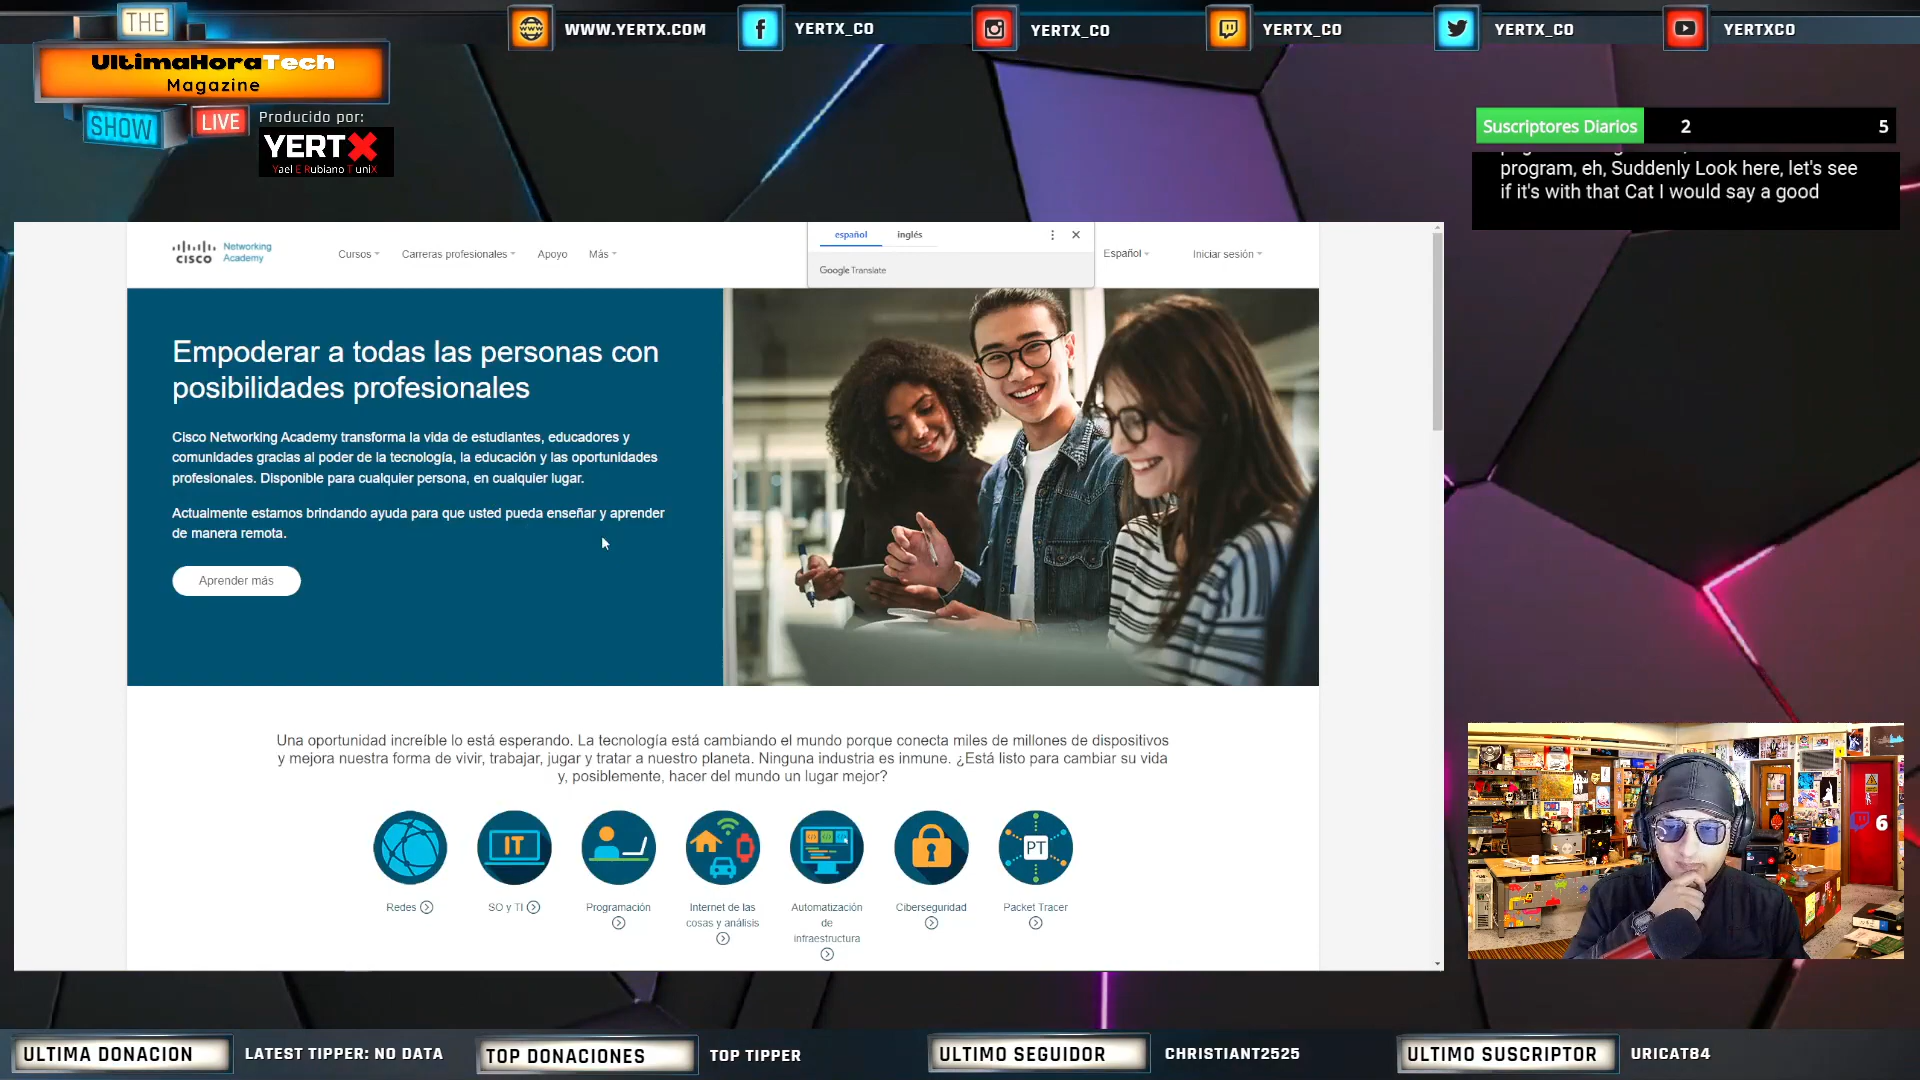 THE
UltimaHoraTech
Magazine
SHOW
LIVE
Producido por:
YERTX
Yael E Rubiano T uniX
WWW.YERTX.COM
YERTX_CO
YERTX_CO
YERTX_CO
YERTX_CO
YERTXCO
Suscriptores Diarios 2 5
program, eh, Suddenly Look here, let's see
if it's with that Cat I would say a good
CISCO
Networking
Academy
Cursos
Carreras profesionales
Apoyo
Más
español
inglés
Google Translate
Español
Iniciar sesión
Empoderar a todas las personas con
posibilidades profesionales
Cisco Networking Academy transforma la vida de estudiantes, educadores y
comunidades gracias al poder de la tecnología, la educación y las oportunidades
profesionales. Disponible para cualquier persona, en cualquier lugar.
Actualmente estamos brindando ayuda para que usted pueda enseñar y aprender
de manera remota.
Aprender más
Una oportunidad increíble lo está esperando. La tecnología está cambiando el mundo porque conecta miles de millones de dispositivos
y mejora nuestra forma de vivir, trabajar, jugar y tratar a nuestro planeta. Ninguna industria es inmune. ¿Está listo para cambiar su vida
y, posiblemente, hacer del mundo un lugar mejor?
IT
PT
Redes
SO y TI
Programación
Internet de las
cosas y análisis
Automatización
de
infraestructura
Ciberseguridad
Packet Tracer
6
ULTIMA DONACION
LATEST TIPPER: NO DATA
TOP DONACIONES
TOP TIPPER
ULTIMO SEGUIDOR
CHRISTIANT2525
ULTIMO SUSCRIPTOR
URICAT84